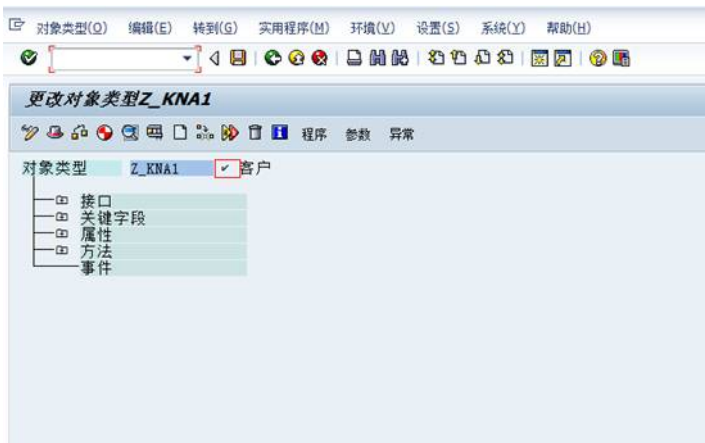 对象类型(O) 编辑(E) 转到(G) 实用程序(M) 环境(V) 设置(S) 系统(Y) 帮助(H)
更改对象类型Z_KNA1
程序 参数 异常
对象类型 Z_KNA1 客户
接口
关键字段
属性
方法
事件